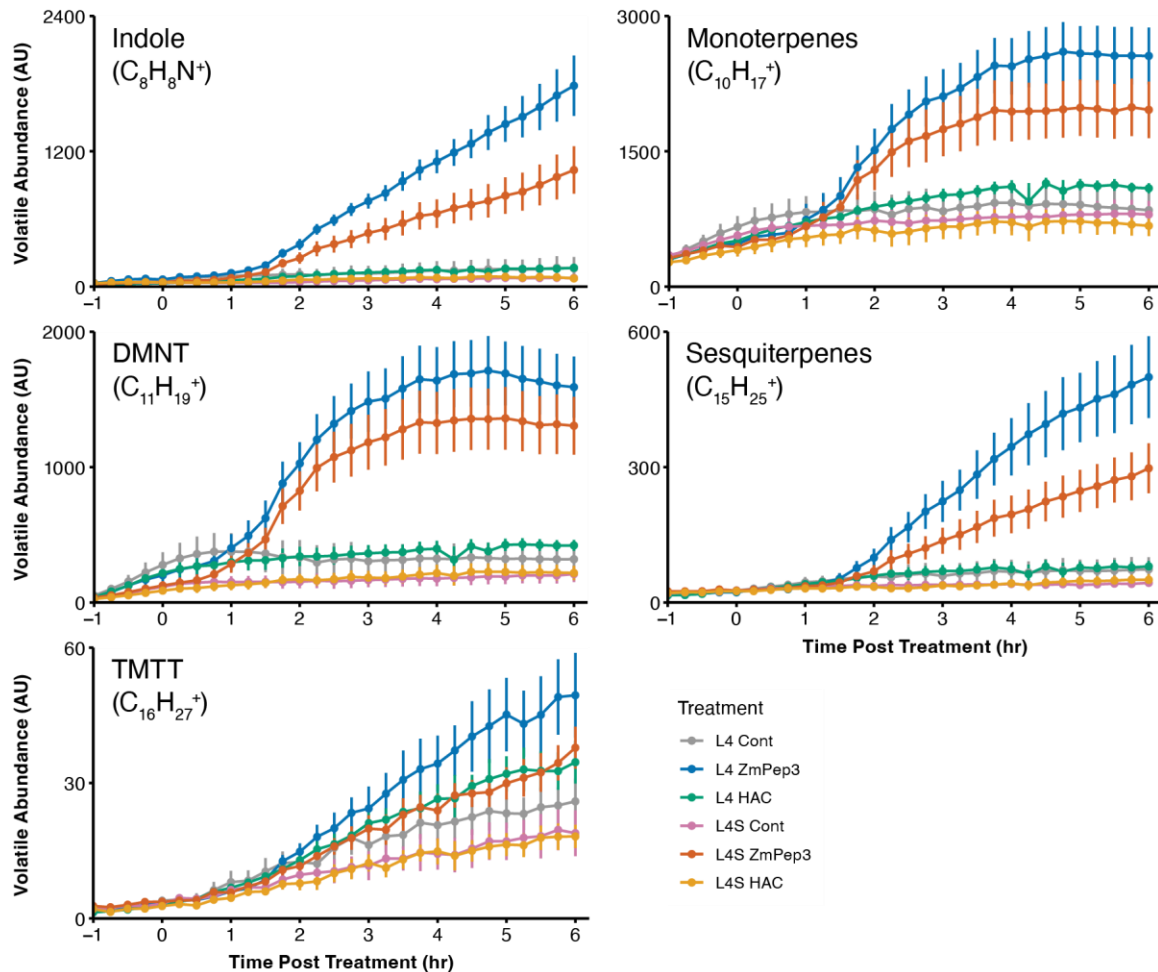 Indole
(C₈H₈N⁺)
Volatile Abundance (AU)
2400
1200
0
−1 0 1 2 3 4 5 6
Monoterpenes
(C₁₀H₁₇⁺)
3000
1500
0
−1 0 1 2 3 4 5 6
DMNT
(C₁₁H₁₉⁺)
Volatile Abundance (AU)
2000
1000
0
−1 0 1 2 3 4 5 6
Sesquiterpenes
(C₁₅H₂₅⁺)
600
300
0
−1 0 1 2 3 4 5 6
Time Post Treatment (hr)
TMTT
(C₁₆H₂₇⁺)
Volatile Abundance (AU)
60
30
0
−1 0 1 2 3 4 5 6
Time Post Treatment (hr)
Treatment
L4 Cont
L4 ZmPep3
L4 HAC
L4S Cont
L4S ZmPep3
L4S HAC